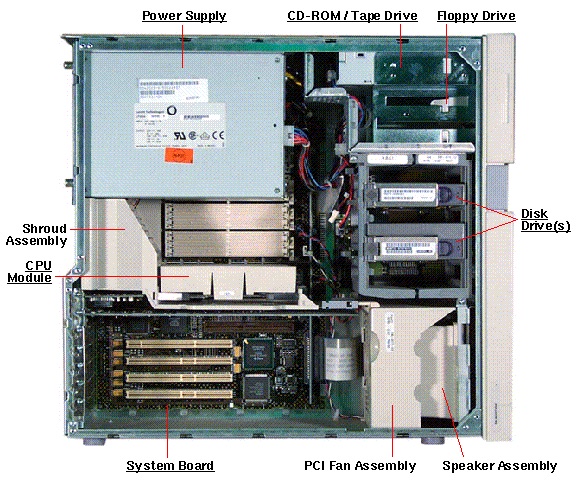 Power Supply
CD-ROM / Tape Drive
Floppy Drive
Shroud
Assembly
CPU
Module
Disk
Drive(s)
System Board
PCI Fan Assembly
Speaker Assembly